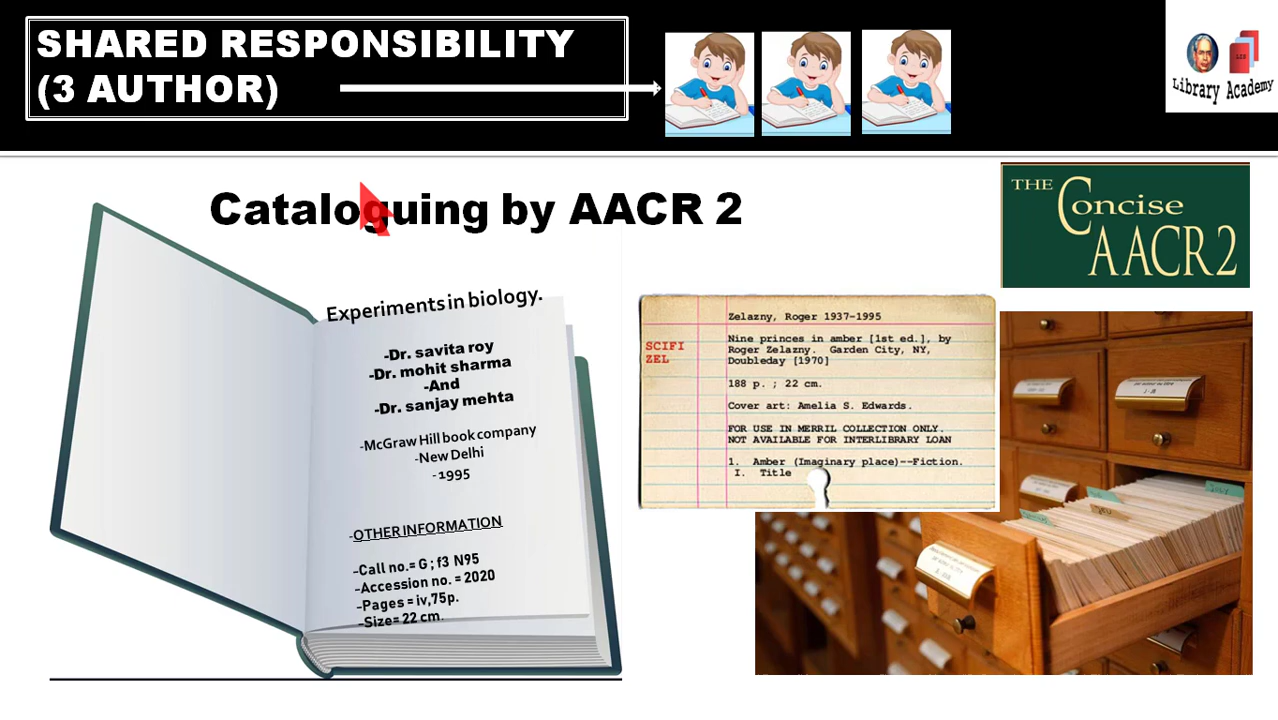 SHARED RESPONSIBILITY
(3 AUTHOR)
Library Academy
Cataloguing by AACR 2
THE
Concise
AACR2
Experiments in biology.
-Dr. savita roy
-Dr. mohit sharma
-And
-Dr. sanjay mehta
-McGraw Hill book company
-New Delhi
-1995
-OTHER INFORMATION
-Call no.= G ; f3 N95
-Accession no. = 2020
-Pages = iv,75p.
-Size= 22 cm.
Zelazny, Roger 1937-1995
SCIFI
ZEL
Nine princes in amber [1st ed.], by
Roger Zelazny. Garden City, NY,
Doubleday [1970]
188 p. ; 22 cm.
Cover art: Amelia S. Edwards.
FOR USE IN MERRIL COLLECTION ONLY.
NOT AVAILABLE FOR INTERLIBRARY LOAN
1. Amber (Imaginary place)--Fiction.
I. Title